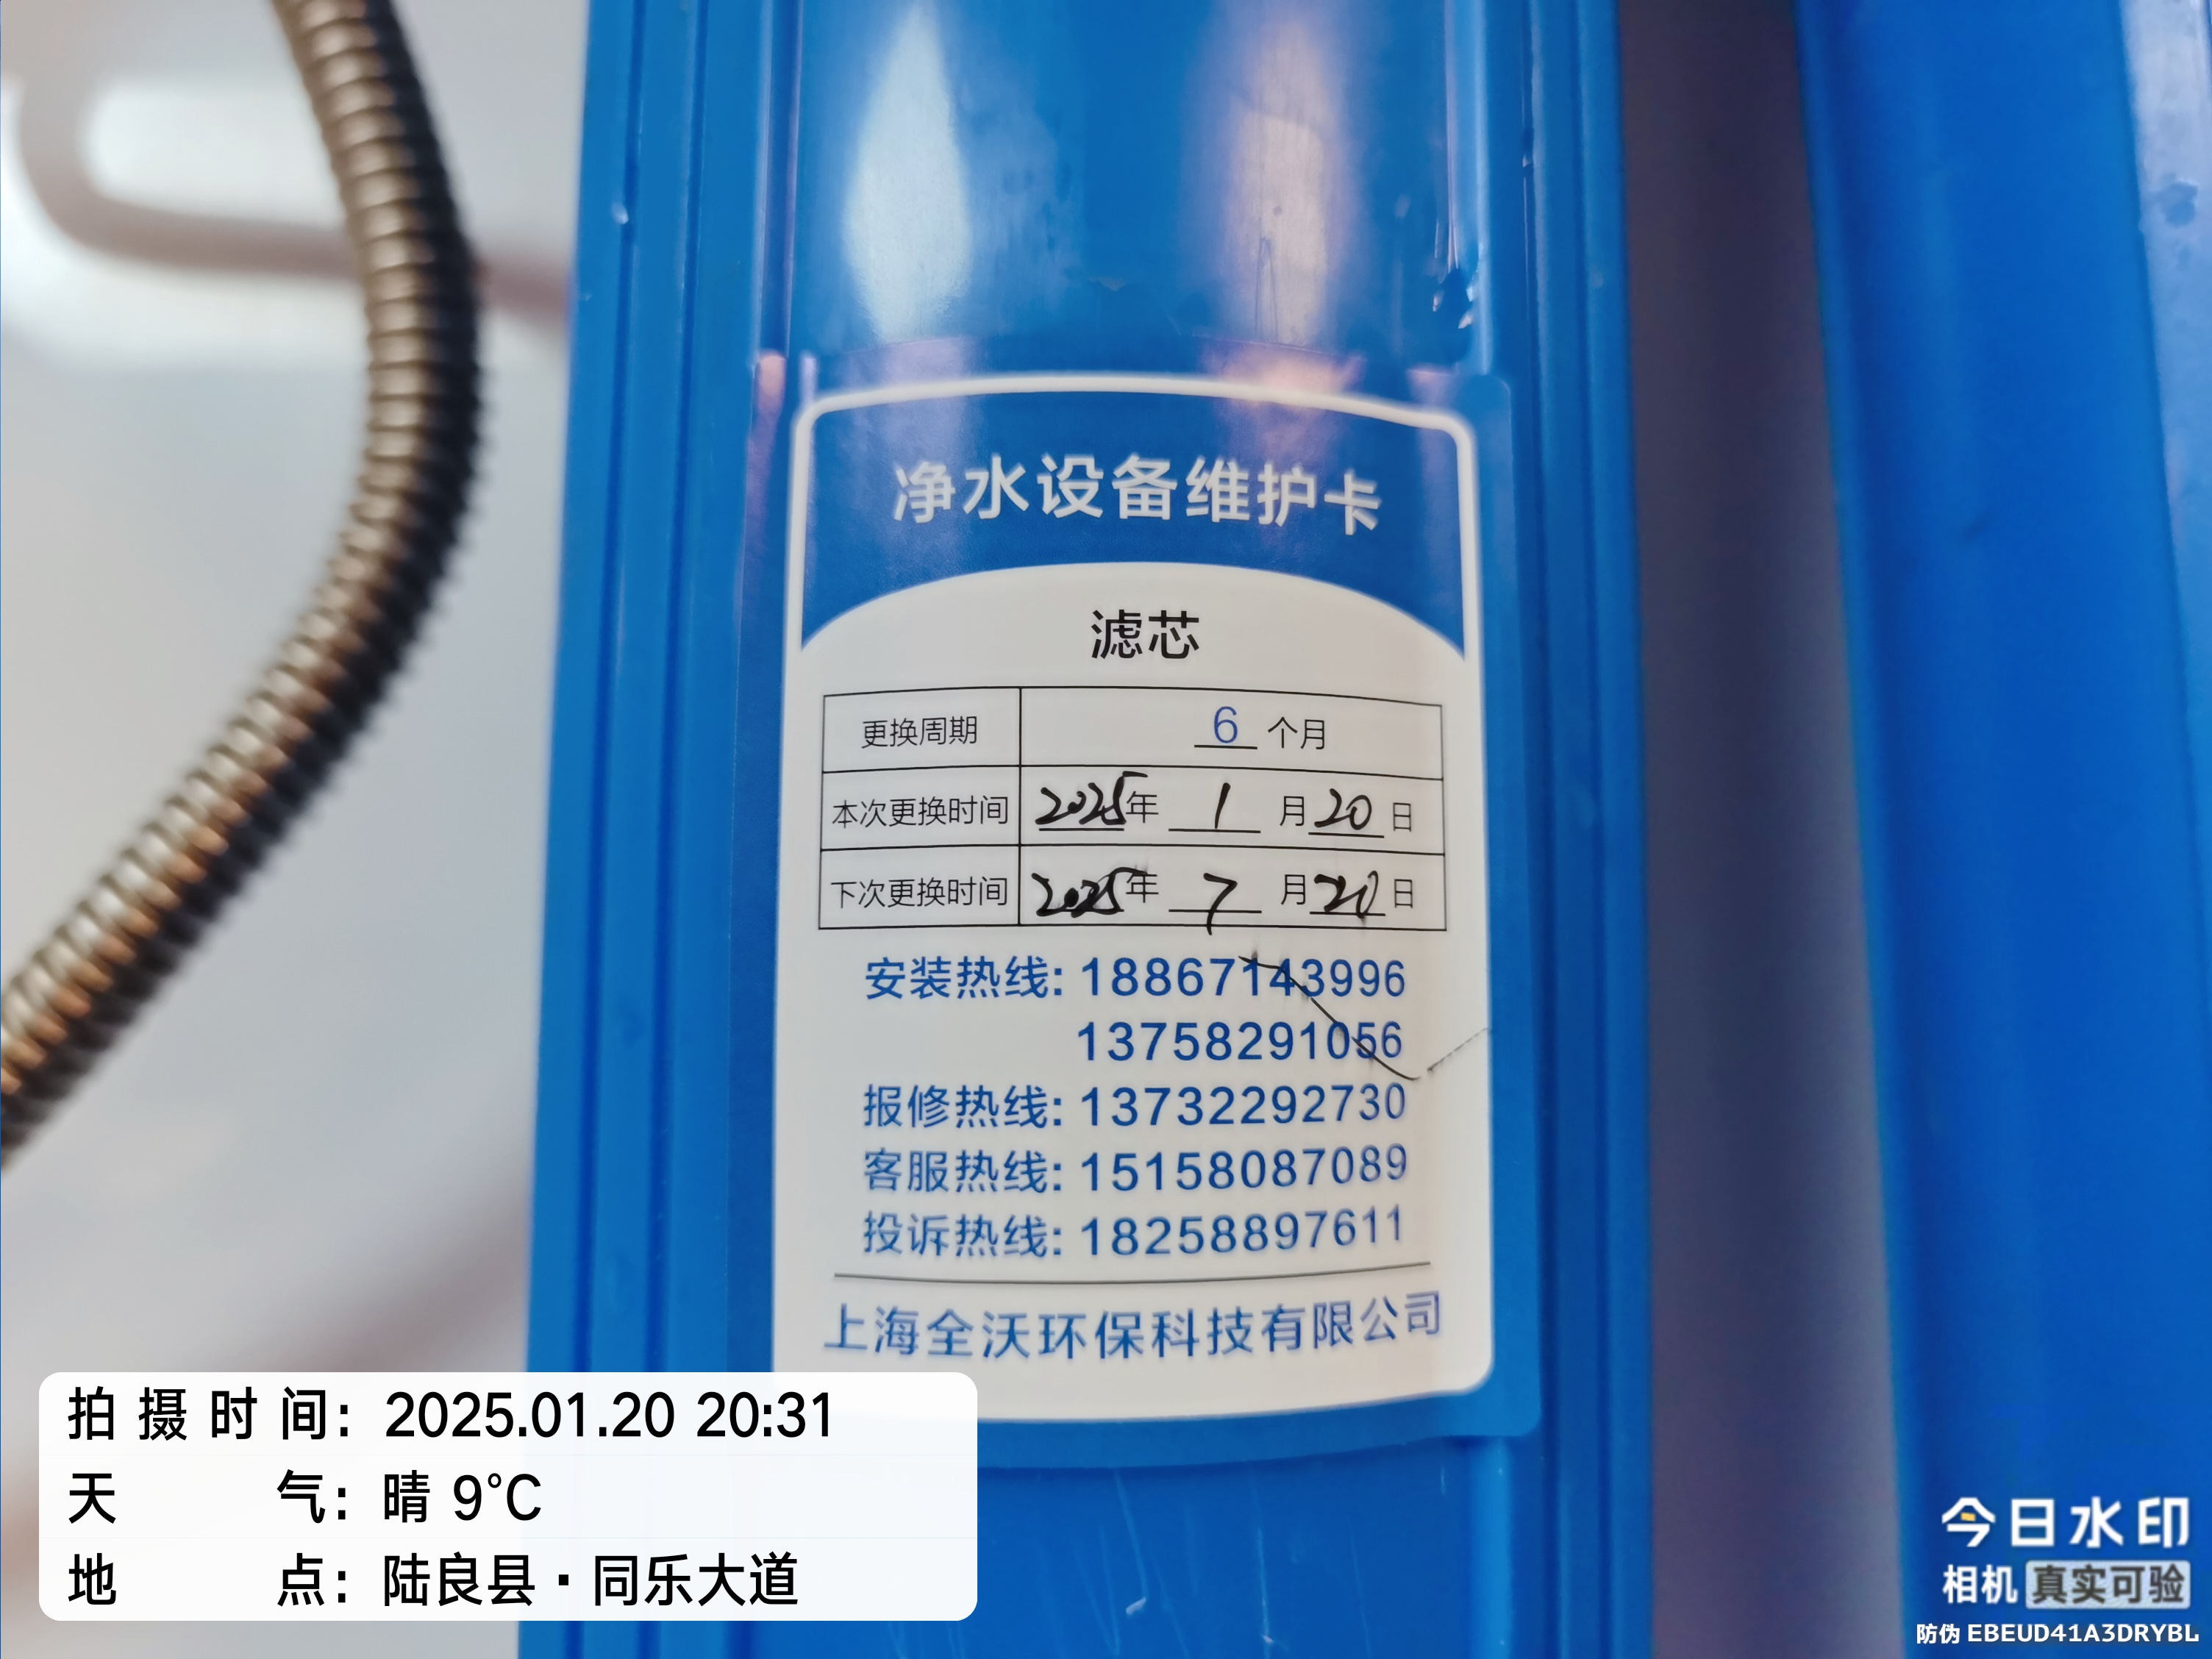 净水设备维护卡
滤芯
更换周期 6 个月
本次更换时间 2025年 1 月20日
下次更换时间 2025年 7 月20日
安装热线: 18867143996
13758291056
报修热线: 13732292730
客服热线: 15158087089
投诉热线: 18258897611
上海全沃环保科技有限公司
拍摄时间: 2025.01.20 20:31
天气: 晴 9°C
地点: 陆良县·同乐大道
今日水印
相机 真实可验
防伪 EBEUD41A3DRYBL